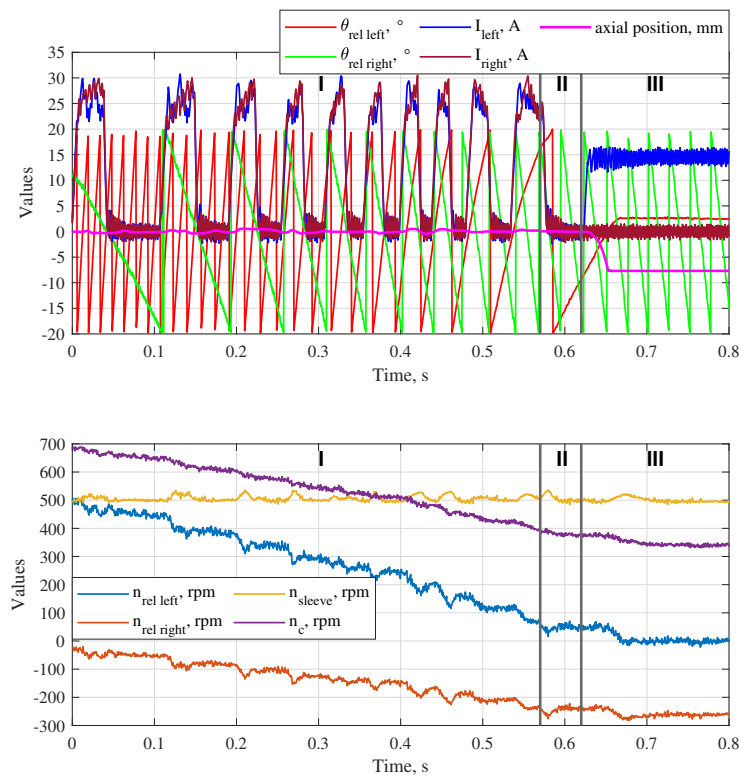 θrel left, ° Ileft, A axial position, mm
θrel right, ° Iright, A
I II III
35
30
25
20
15
10
5
0
-5
-10
-15
-20
Values
0 0.1 0.2 0.3 0.4 0.5 0.6 0.7 0.8
Time, s
I II III
700
600
500
400
300
200
100
0
-100
-200
-300
Values
nrel left, rpm nsleeve, rpm
nrel right, rpm nc, rpm
0 0.1 0.2 0.3 0.4 0.5 0.6 0.7 0.8
Time, s